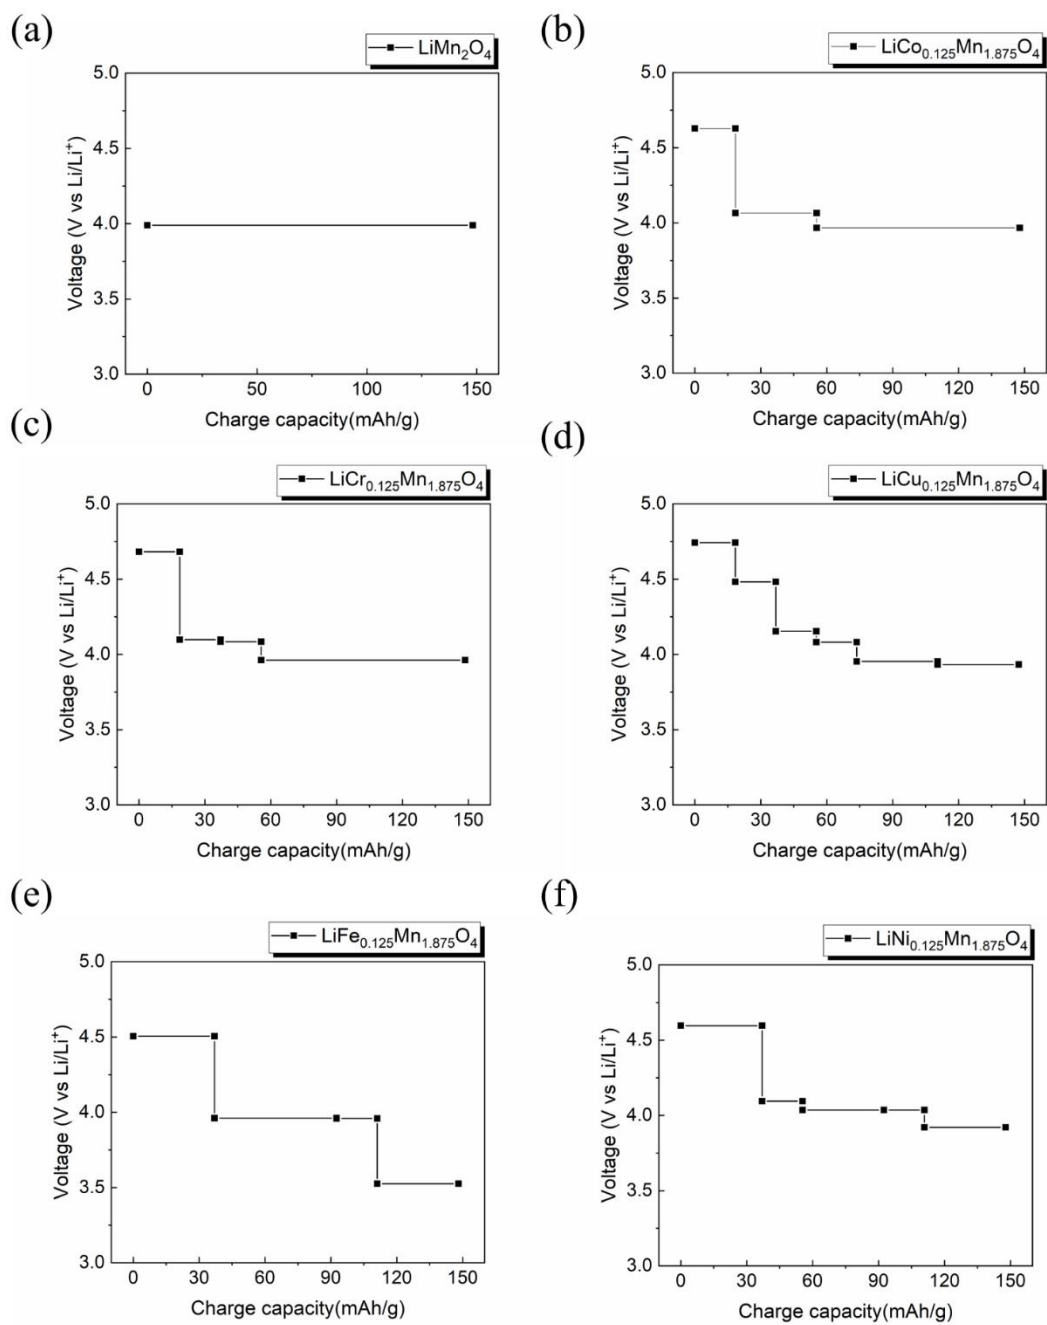 (a)
LiMn₂O₄
5.0
4.5
4.0
3.5
3.0
Voltage (V vs Li/Li⁺)
0
50
100
150
Charge capacity(mAh/g)
(b)
LiCo₀.₁₂₅Mn₁.₈₇₅O₄
5.0
4.5
4.0
3.5
3.0
Voltage (V vs Li/Li⁺)
0
30
60
90
120
150
Charge capacity(mAh/g)
(c)
LiCr₀.₁₂₅Mn₁.₈₇₅O₄
5.0
4.5
4.0
3.5
3.0
Voltage (V vs Li/Li⁺)
0
30
60
90
120
150
Charge capacity(mAh/g)
(d)
LiCu₀.₁₂₅Mn₁.₈₇₅O₄
5.0
4.5
4.0
3.5
3.0
Voltage (V vs Li/Li⁺)
0
30
60
90
120
150
Charge capacity(mAh/g)
(e)
LiFe₀.₁₂₅Mn₁.₈₇₅O₄
5.0
4.5
4.0
3.5
3.0
Voltage (V vs Li/Li⁺)
0
30
60
90
120
150
Charge capacity(mAh/g)
(f)
LiNi₀.₁₂₅Mn₁.₈₇₅O₄
5.0
4.5
4.0
3.5
3.0
Voltage (V vs Li/Li⁺)
0
30
60
90
120
150
Charge capacity(mAh/g)